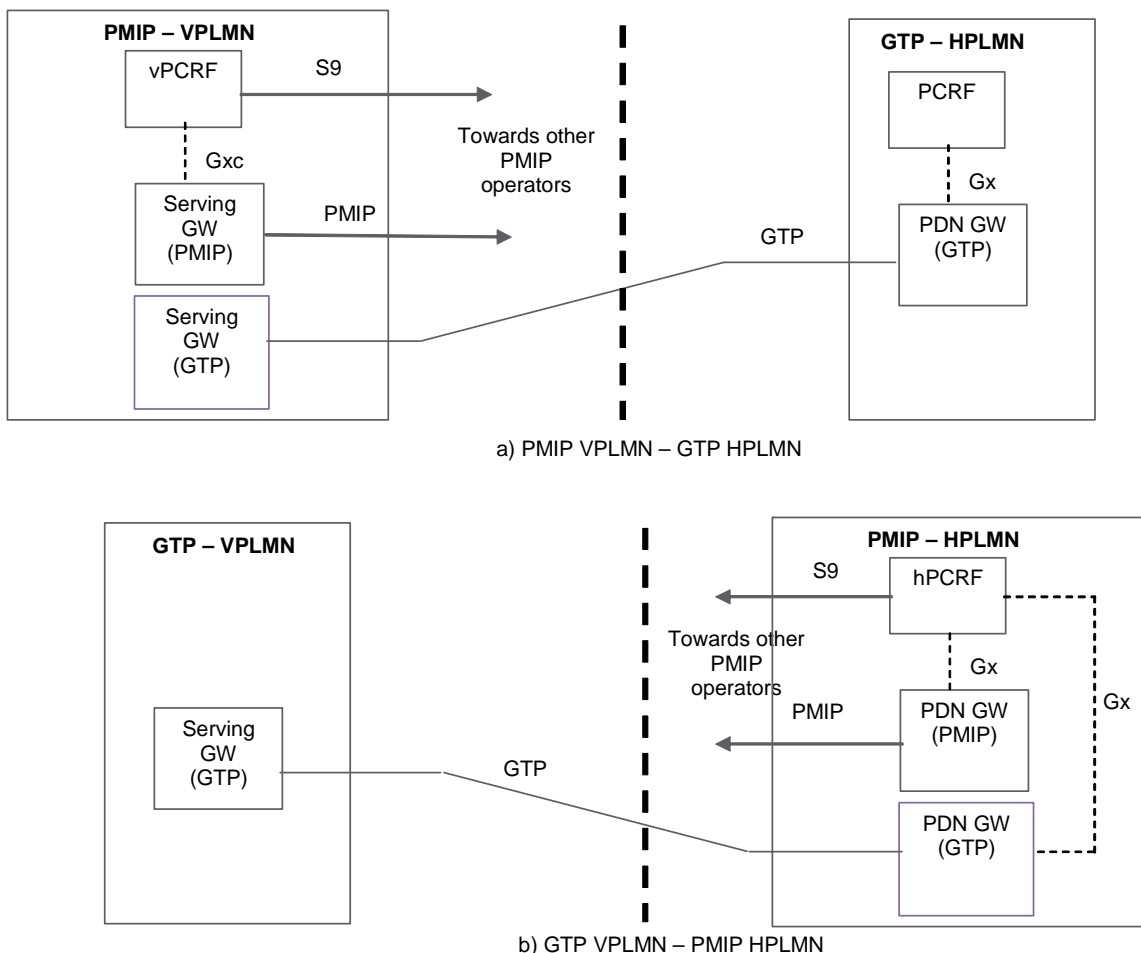 PMIP – VPLMN
vPCRF
S9
Gxc
Towards other
PMIP
operators
Serving
GW
(PMIP)
PMIP
Serving
GW
(GTP)
GTP
GTP – HPLMN
PCRF
Gx
PDN GW
(GTP)
a) PMIP VPLMN – GTP HPLMN
GTP – VPLMN
Serving
GW
(GTP)
GTP
PMIP – HPLMN
S9
hPCRF
Towards other
PMIP
operators
Gx
Gx
PMIP
PDN GW
(PMIP)
PDN GW
(GTP)
b) GTP VPLMN – PMIP HPLMN